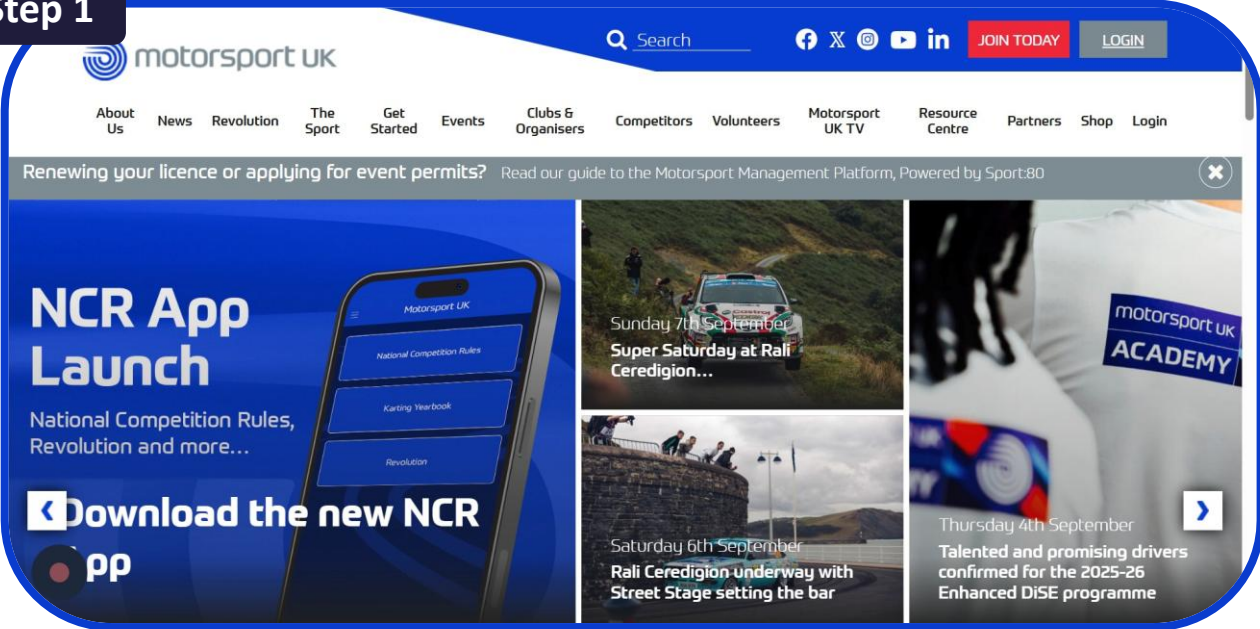 Step 1
motorsport UK
Search
JOIN TODAY
LOGIN
About Us
News
Revolution
The Sport
Get Started
Events
Clubs & Organisers
Competitors
Volunteers
Motorsport UK TV
Resource Centre
Partners
Shop
Login
Renewing your licence or applying for event permits? Read our guide to the Motorsport Management Platform, Powered by Sport:80
NCR App
Launch
National Competition Rules,
Revolution and more...
Download the new NCR
pp
Motorsport UK
National Competition Rules
Karting Yearbook
Revolution
Castrol
Sunday 7th September
Super Saturday at Rali
Ceredigion...
Saturday 6th September
Rali Ceredigion underway with
Street Stage setting the bar
motorsport UK
ACADEMY
Thursday 4th September
Talented and promising drivers
confirmed for the 2025-26
Enhanced DiSE programme